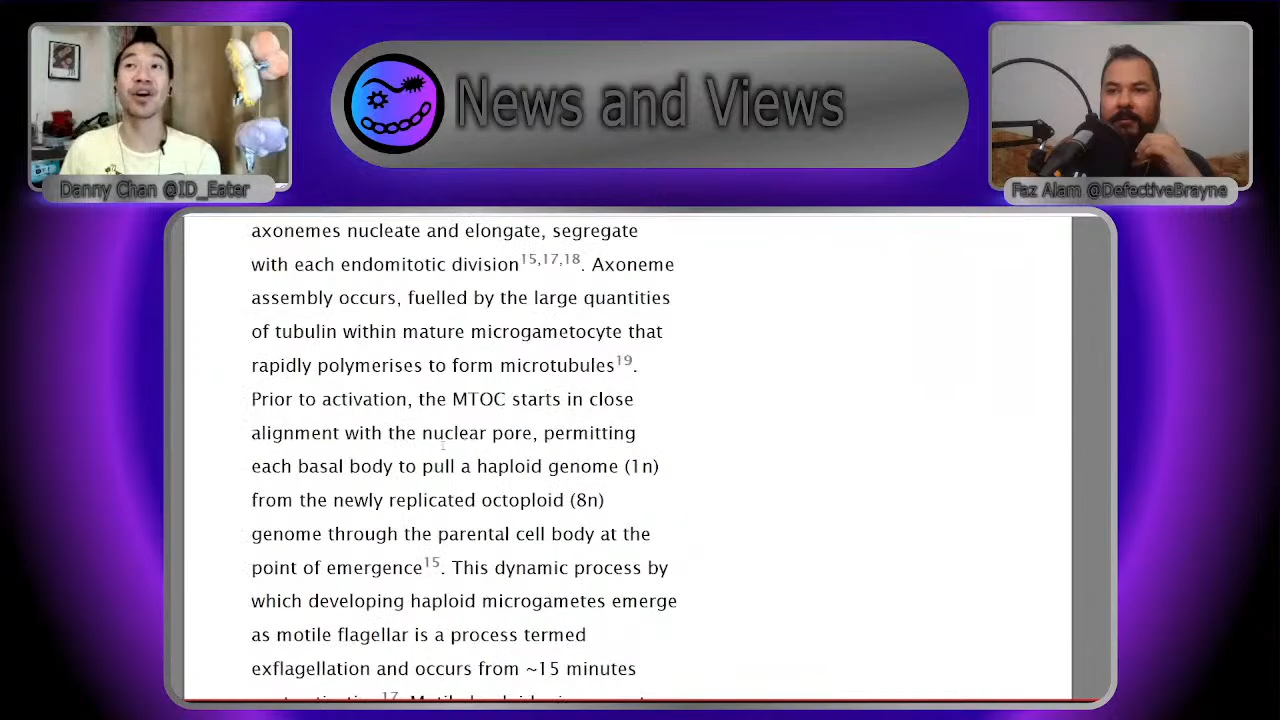 News and Views
Danny Chan @ID_Eater
Faz Alam @DefectiveBrayne
axonemes nucleate and elongate, segregate
with each endomitotic division15,17,18. Axoneme
assembly occurs, fuelled by the large quantities
of tubulin within mature microgametocyte that
rapidly polymerises to form microtubules19.
Prior to activation, the MTOC starts in close
alignment with the nuclear pore, permitting
each basal body to pull a haploid genome (1n)
from the newly replicated octoploid (8n)
genome through the parental cell body at the
point of emergence15. This dynamic process by
which developing haploid microgametes emerge
as motile flagellar is a process termed
exflagellation and occurs from ~15 minutes